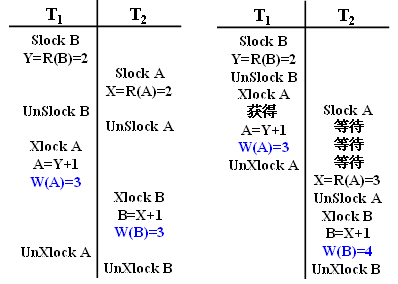 T1 T2
Slock B
Y=R(B)=2
Slock A
X=R(A)=2
UnSlock B
UnSlock A
Xlock A
A=Y+1
W(A)=3
Xlock B
B=X+1
W(B)=3
UnXlock A
UnXlock B
T1 T2
Slock B
Y=R(B)=2
UnSlock B
Xlock A
获得 Slock A
A=Y+1 等待
W(A)=3 等待
UnXlock A 等待
X=R(A)=3
UnSlock A
Xlock B
B=X+1
W(B)=4
UnXlock B